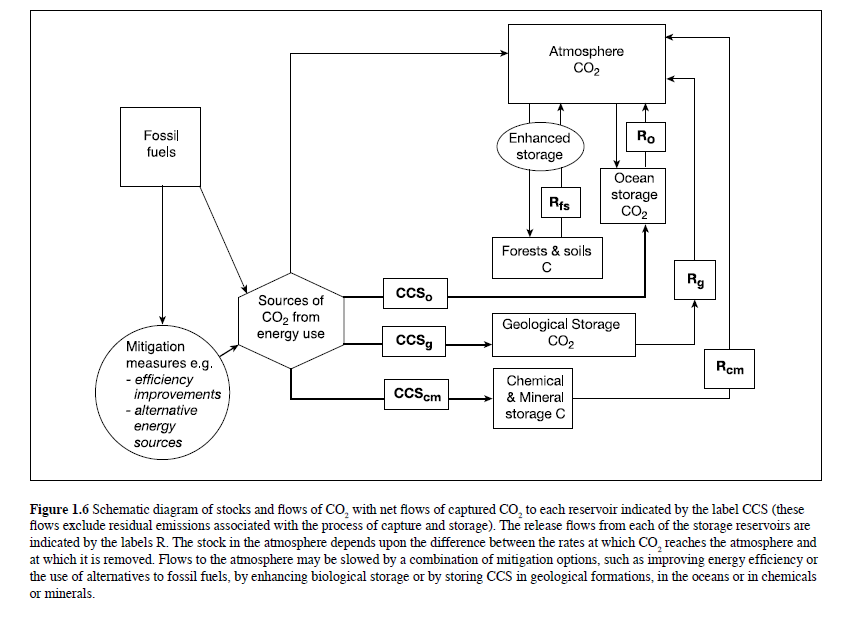 Atmosphere
CO2
Fossil
fuels
Enhanced
storage
Ro
Ocean
storage
CO2
Rfs
Forests & soils
C
Rg
CCSo
Sources of
CO2 from
energy use
Geological Storage
CO2
CCSg
Mitigation
measures e.g.
- efficiency
improvements
- alternative
energy
sources
Rcm
Chemical
& Mineral
storage C
CCScm
Figure 1.6 Schematic diagram of stocks and flows of CO2 with net flows of captured CO2 to each reservoir indicated by the label CCS (these
flows exclude residual emissions associated with the process of capture and storage). The release flows from each of the storage reservoirs are
indicated by the labels R. The stock in the atmosphere depends upon the difference between the rates at which CO2 reaches the atmosphere and
at which it is removed. Flows to the atmosphere may be slowed by a combination of mitigation options, such as improving energy efficiency or
the use of alternatives to fossil fuels, by enhancing biological storage or by storing CCS in geological formations, in the oceans or in chemicals
or minerals.